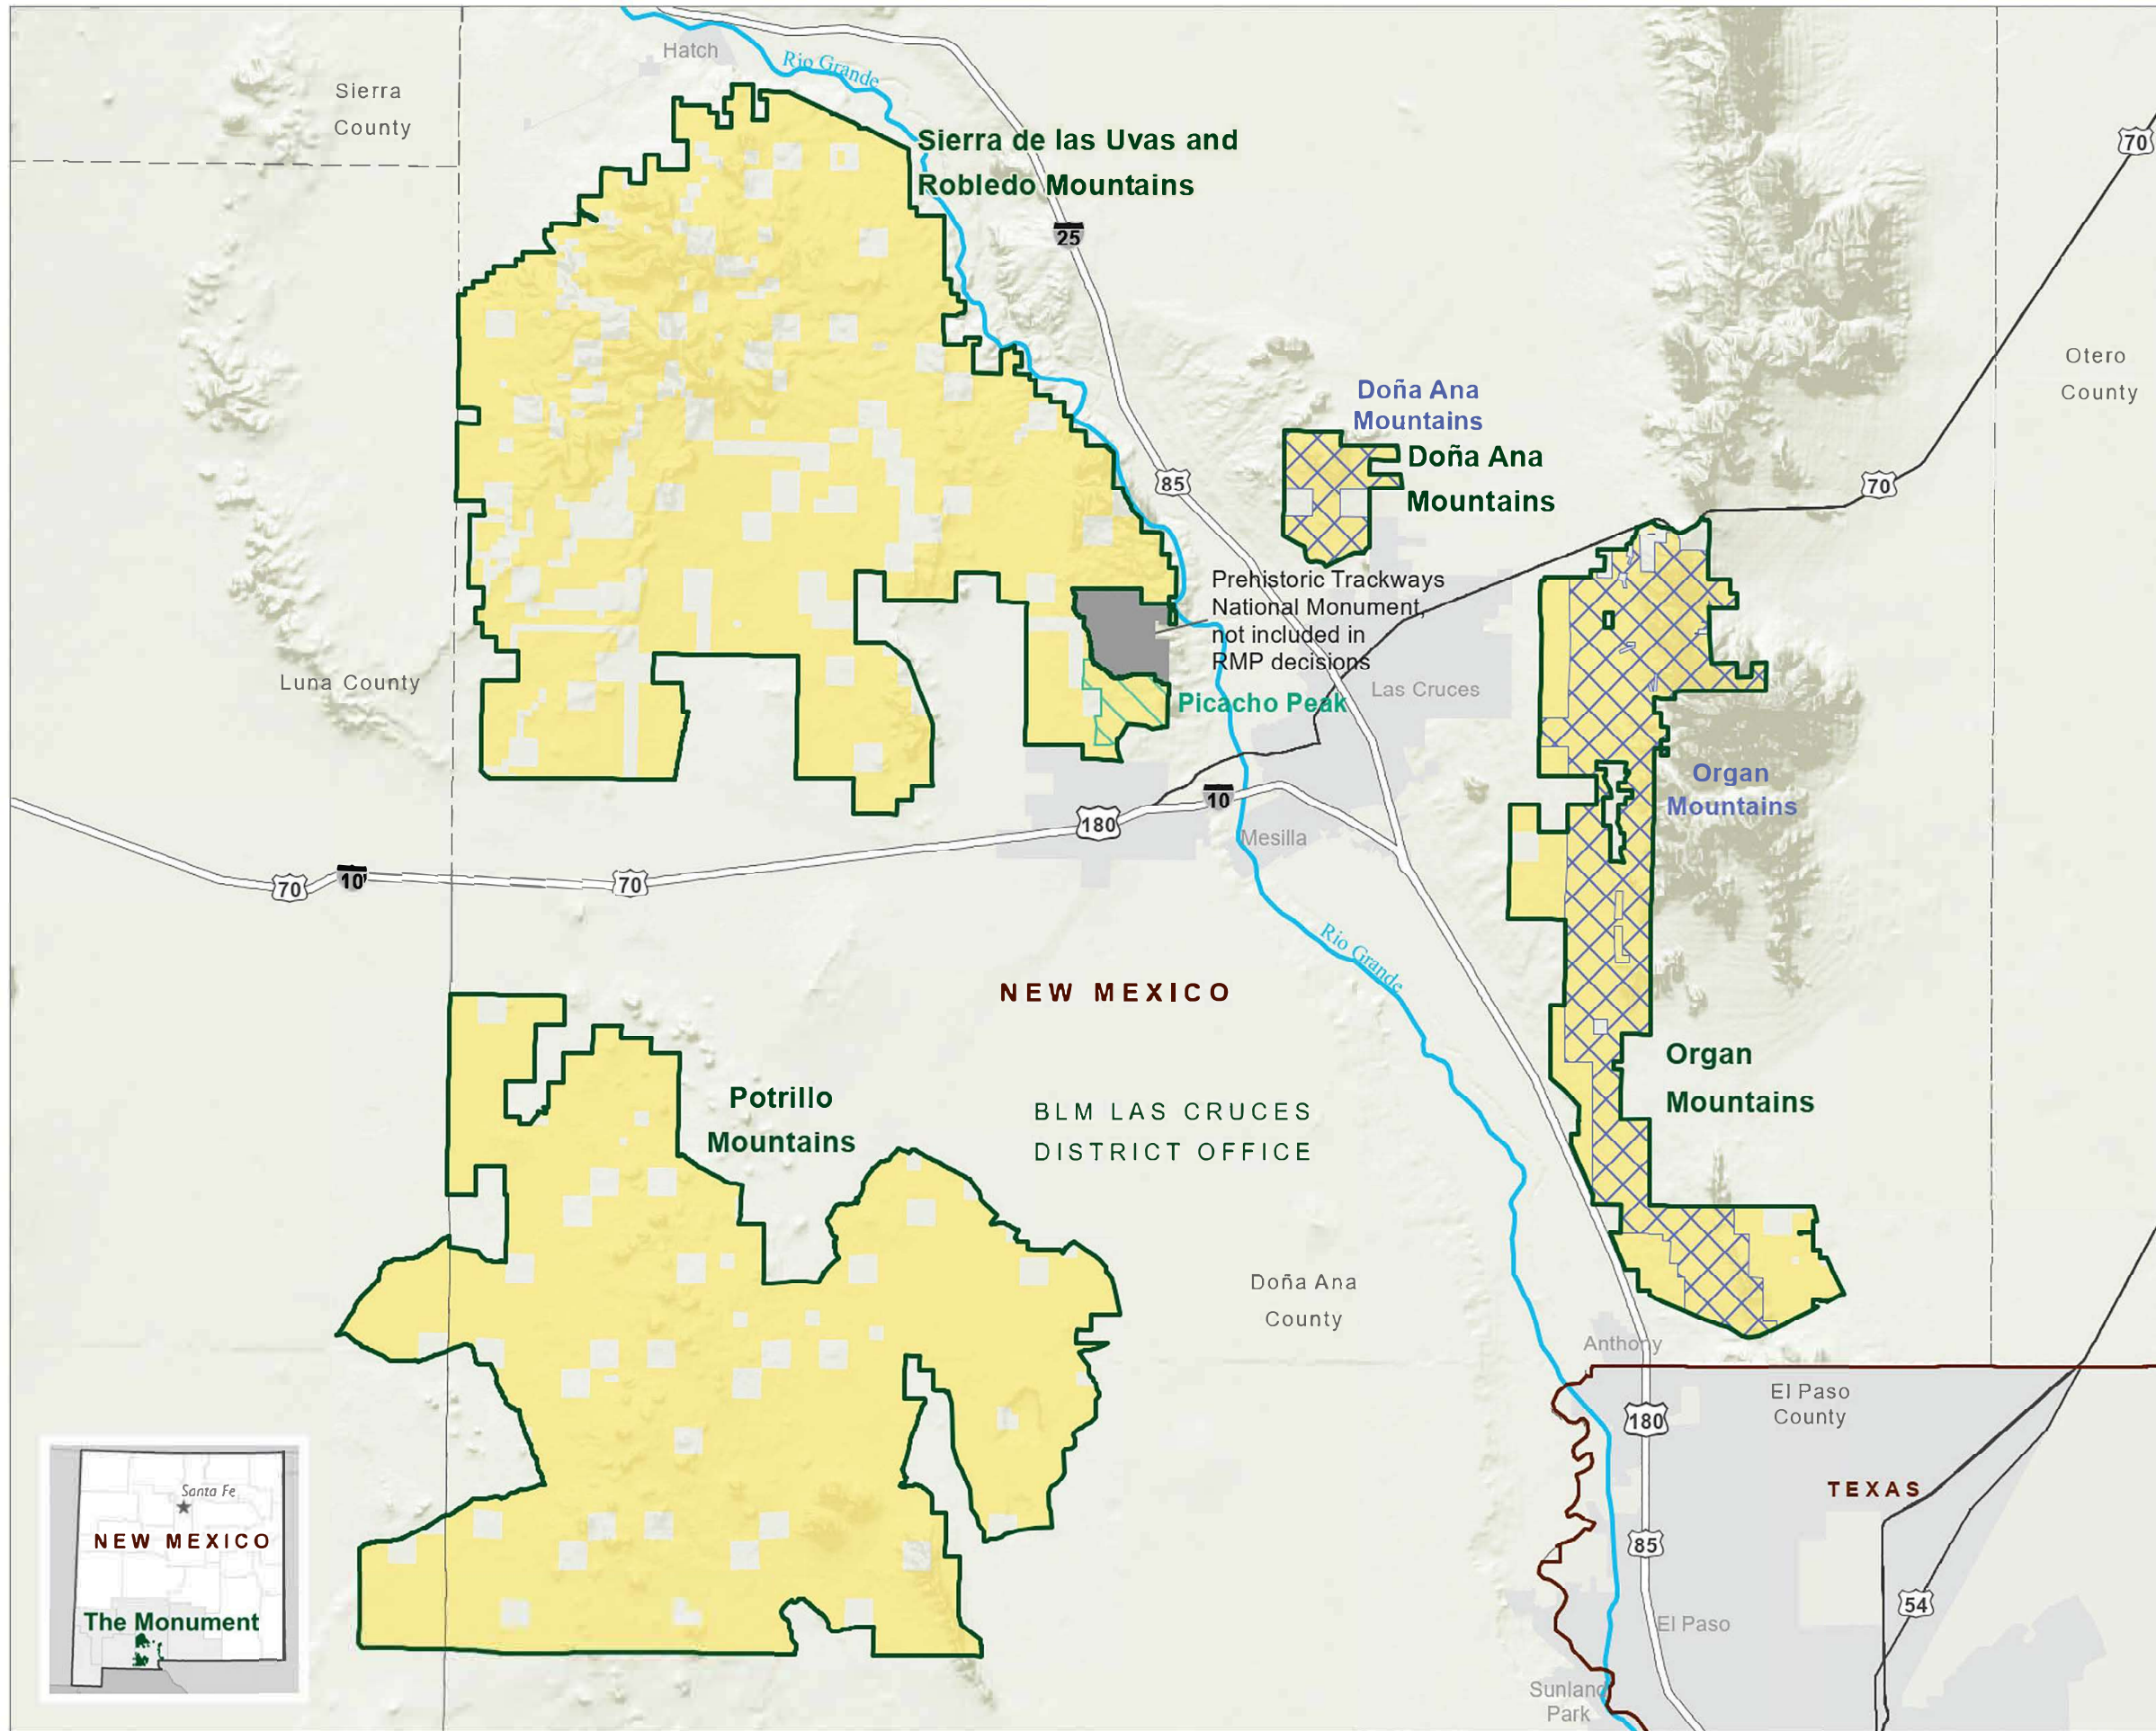 Hatch
Rio Grande
Sierra
County
70
Sierra de las Uvas and
Robledo Mountains
25
Otero
County
Doña Ana
Mountains
Doña Ana
Mountains
85
70
Prehistoric Trackways
National Monument,
not included in
RMP decisions
Luna County
Las Cruces
Picacho Peak
Organ
Mountains
10
180
Mesilla
70
10
70
Rio Grande
NEW MEXICO
Organ
Mountains
Potrillo
Mountains
BLM LAS CRUCES
DISTRICT OFFICE
Doña Ana
County
Anthony
El Paso
County
180
TEXAS
Santa Fe
NEW MEXICO
The Monument
85
54
El Paso
Sunland
Park